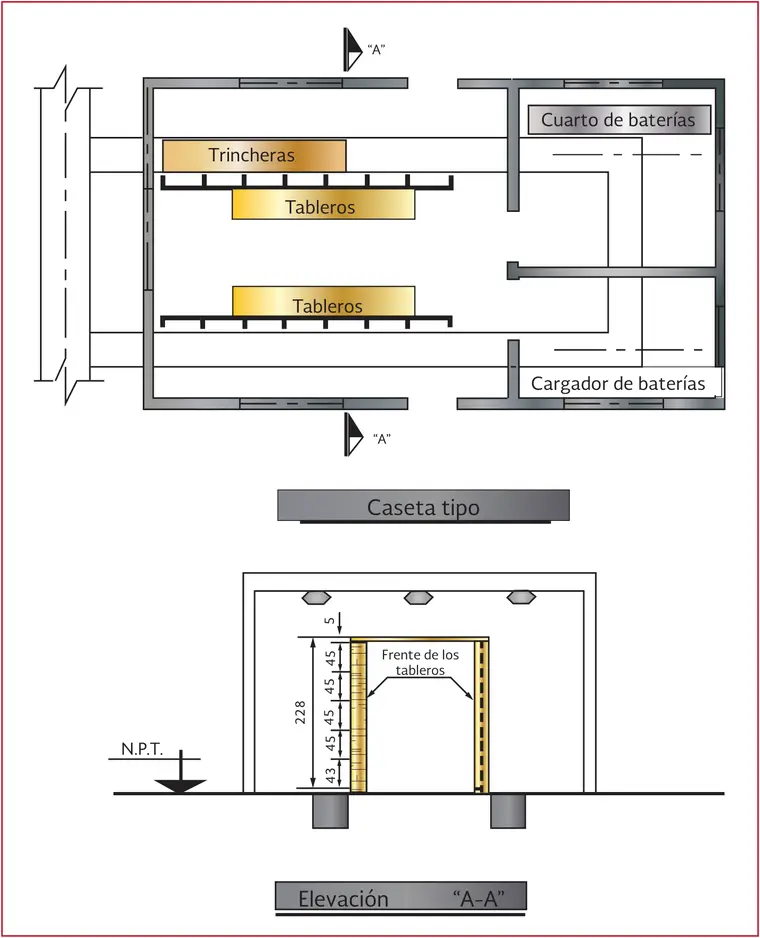 “A”
Cuarto de baterías
Trincheras
Tableros
Tableros
Cargador de baterías
“A”
Caseta tipo
5
Frente de los
tableros
45
45
228
45
45
43
N.P.T.
Elevación “A-A”